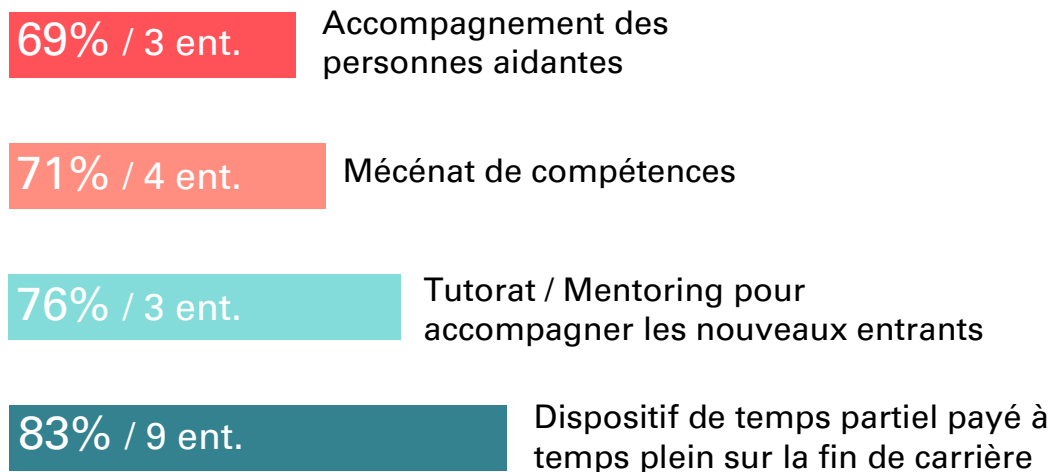 69% / 3 ent.
Accompagnement des
personnes aidantes
71% / 4 ent.
Mécénat de compétences
76% / 3 ent.
Tutorat / Mentoring pour
accompagner les nouveaux entrants
83% / 9 ent.
Dispositif de temps partiel payé à
temps plein sur la fin de carrière